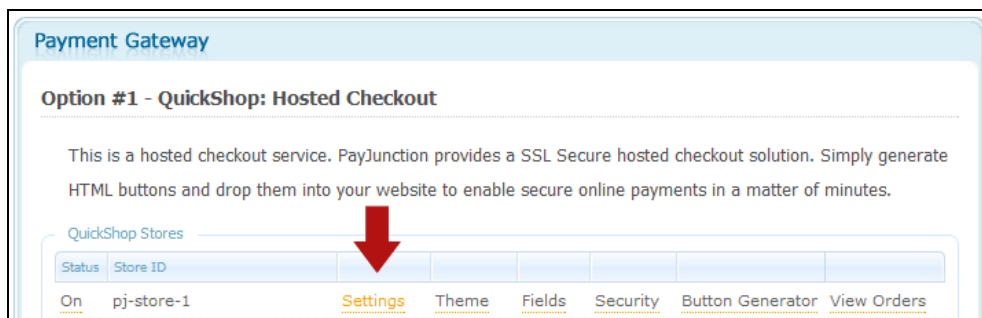 Payment Gateway
Option #1 - QuickShop: Hosted Checkout
This is a hosted checkout service. PayJunction provides a SSL Secure hosted checkout solution. Simply generate
HTML buttons and drop them into your website to enable secure online payments in a matter of minutes.
QuickShop Stores
Status Store ID
On pj-store-1 Settings Theme Fields Security Button Generator View Orders